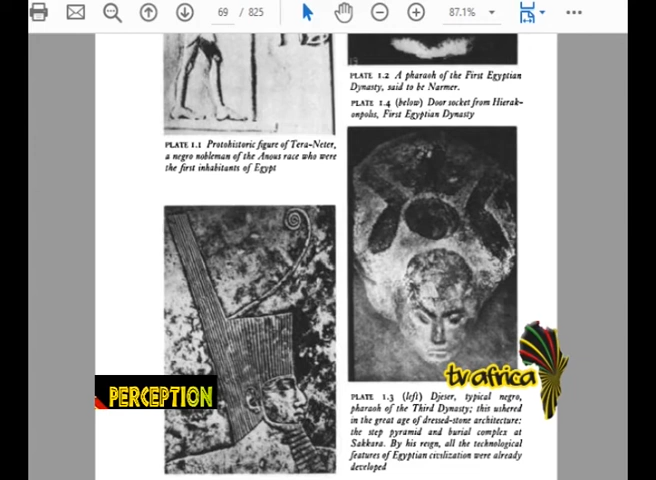 69 / 825
87.1%
PLATE 1.2 A pharaoh of the First Egyptian
Dynasty, said to be Narmer.
PLATE 1.4 (below) Door socket from Hierak-
onpolis, First Egyptian Dynasty
PLATE 1.1 Protohistoric figure of Tera-Neter,
a negro nobleman of the Anous race who were
the first inhabitants of Egypt
PERCEPTION
tv africa
PLATE 1.3 (left) Djeser, typical negro,
pharaoh of the Third Dynasty; this ushered
in the great age of dressed-stone architecture:
the step pyramid and burial complex at
Sakkara. By his reign, all the technological
features of Egyptian civilization were already
developed